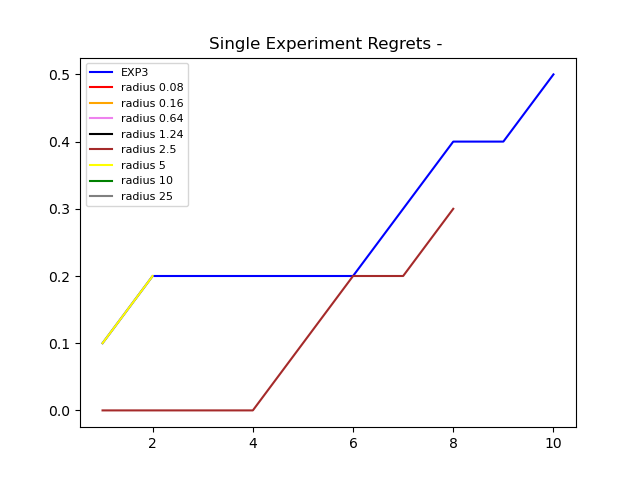 Single Experiment Regrets -
EXP3
radius 0.08
radius 0.16
radius 0.64
radius 1.24
radius 2.5
radius 5
radius 10
radius 25
0.5
0.4
0.3
0.2
0.1
0.0
2 4 6 8 10